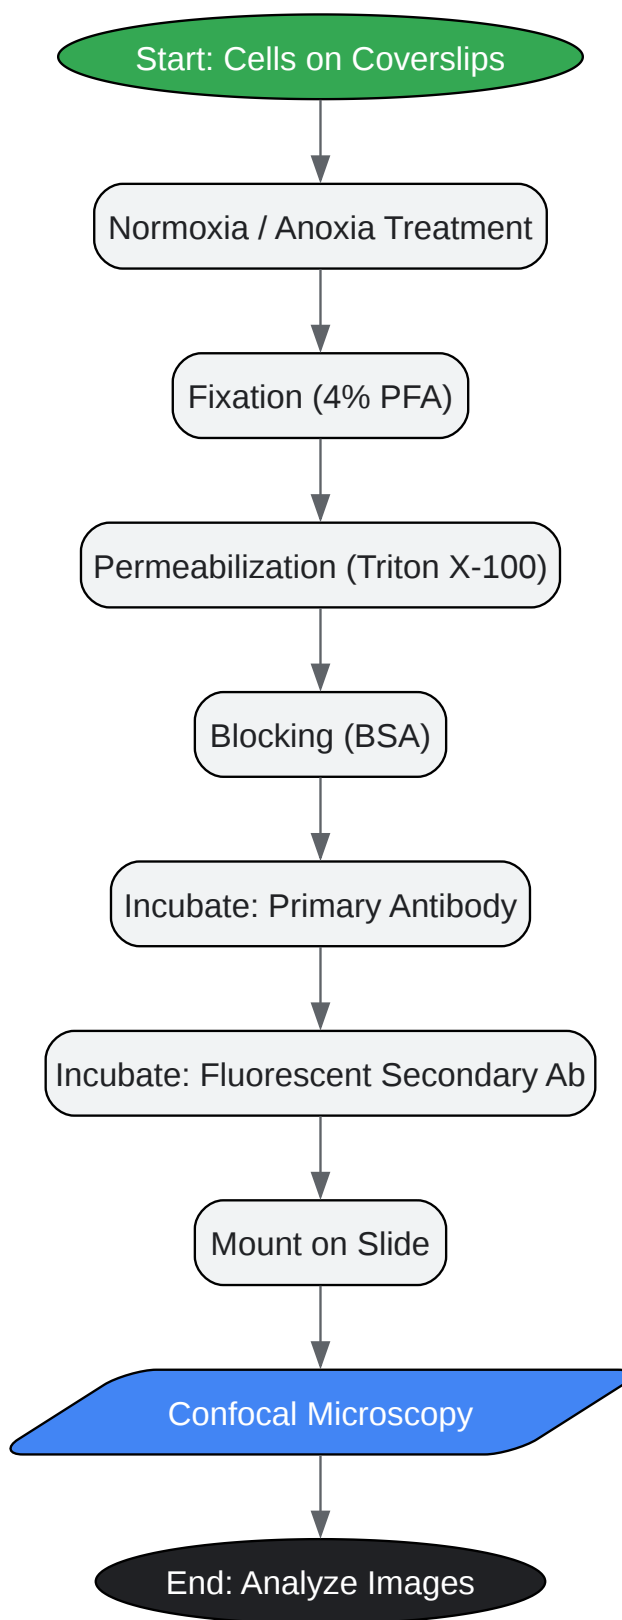 Start: Cells on Coverslips
Normoxia / Anoxia Treatment
Fixation (4% PFA)
Permeabilization (Triton X-100)
Blocking (BSA)
Incubate: Primary Antibody
Incubate: Fluorescent Secondary Ab
Mount on Slide
Confocal Microscopy
End: Analyze Images